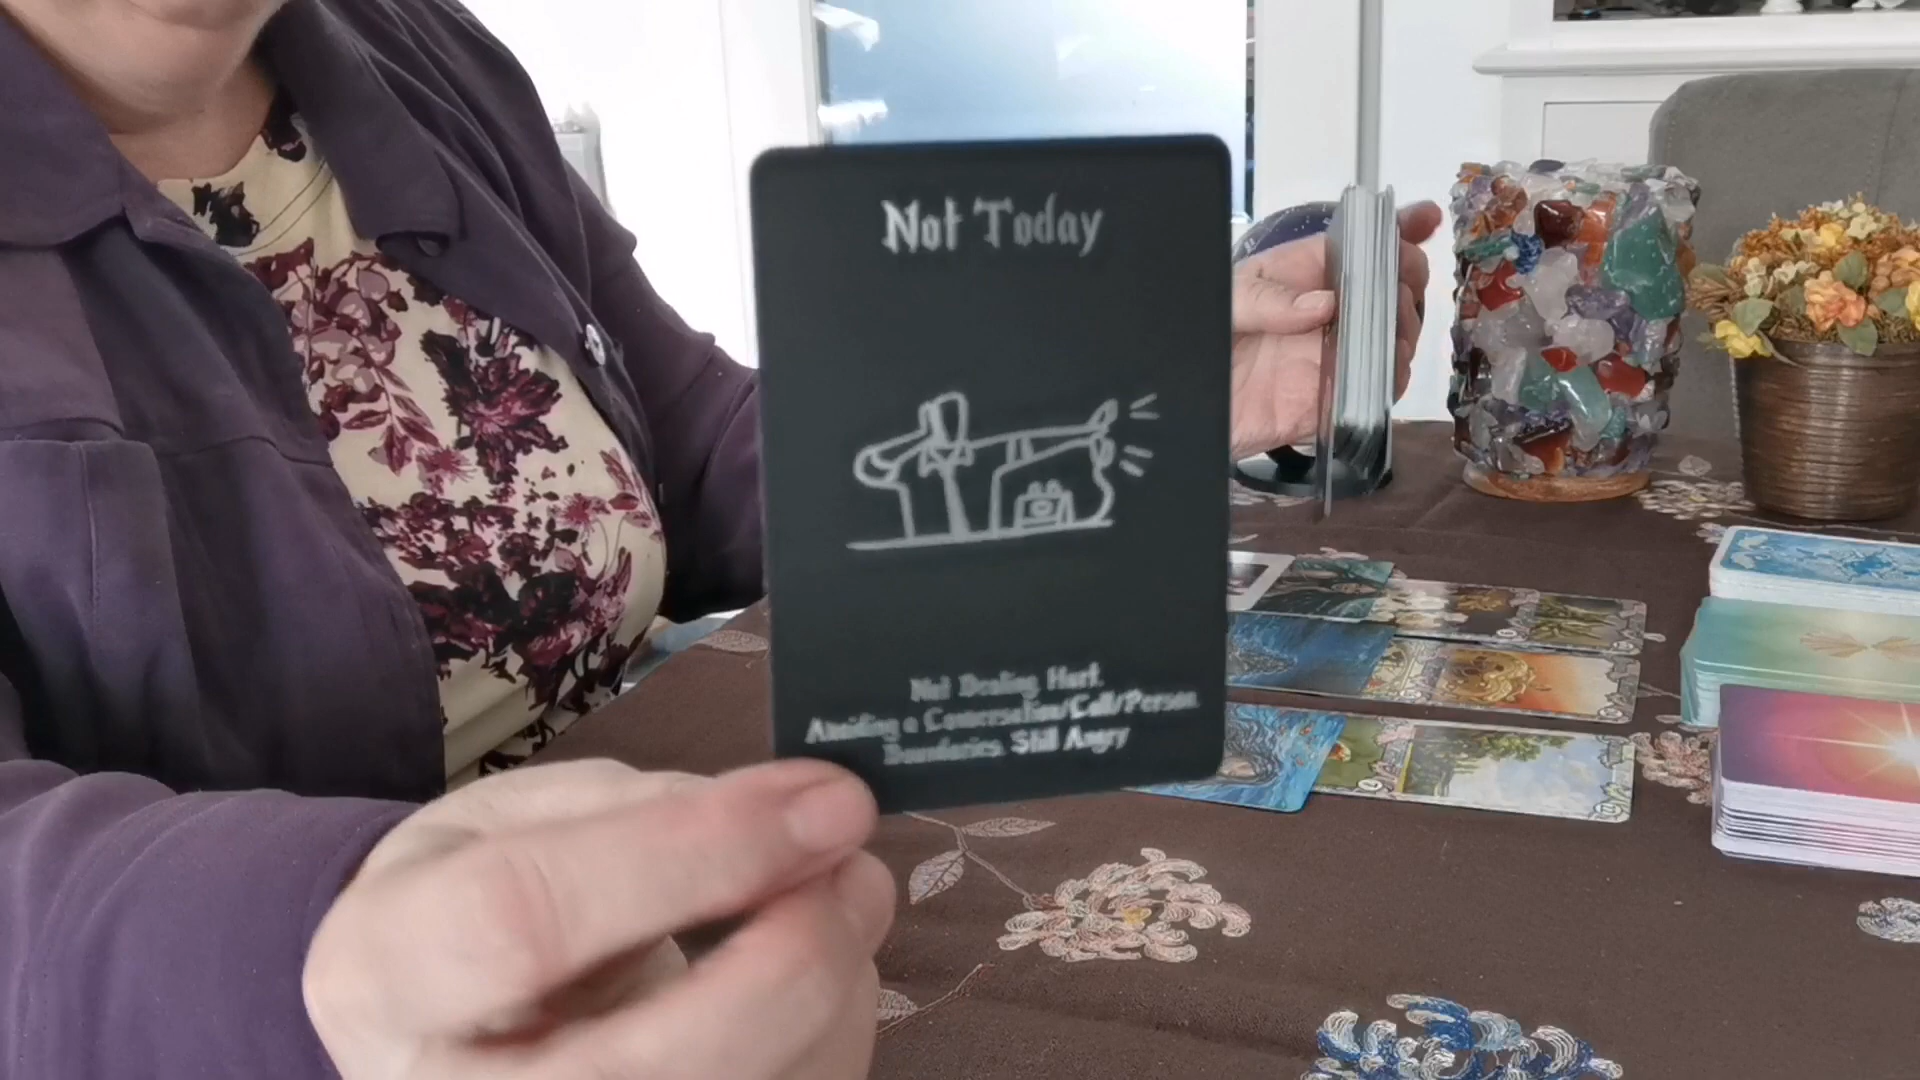 Not Today
Not Dealing, Hurt,
Avoiding a Conversation/Call/Person
Boundaries, Still Angry